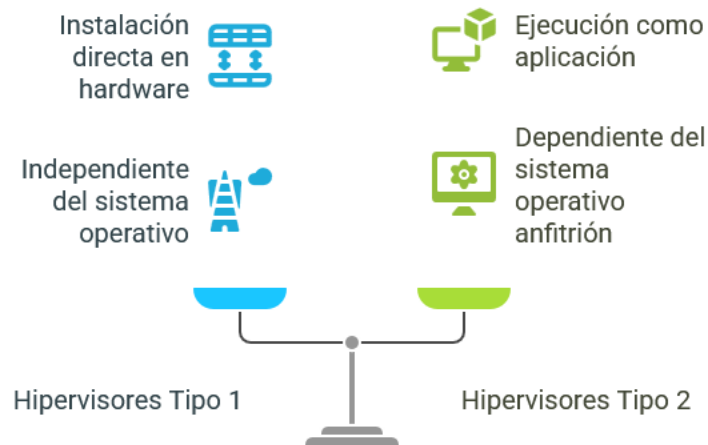 Instalación
directa en
hardware
Ejecución como
aplicación
Independiente
del sistema
operativo
Dependiente del
sistema
operativo
anfitrión
Hipervisores Tipo 1
Hipervisores Tipo 2